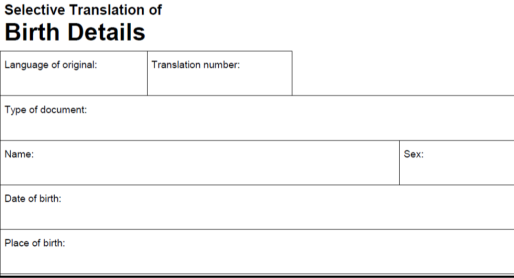 Selective Translation of
Birth Details
Language of original: Translation number:
Type of document:
Name: Sex:
Date of birth:
Place of birth: